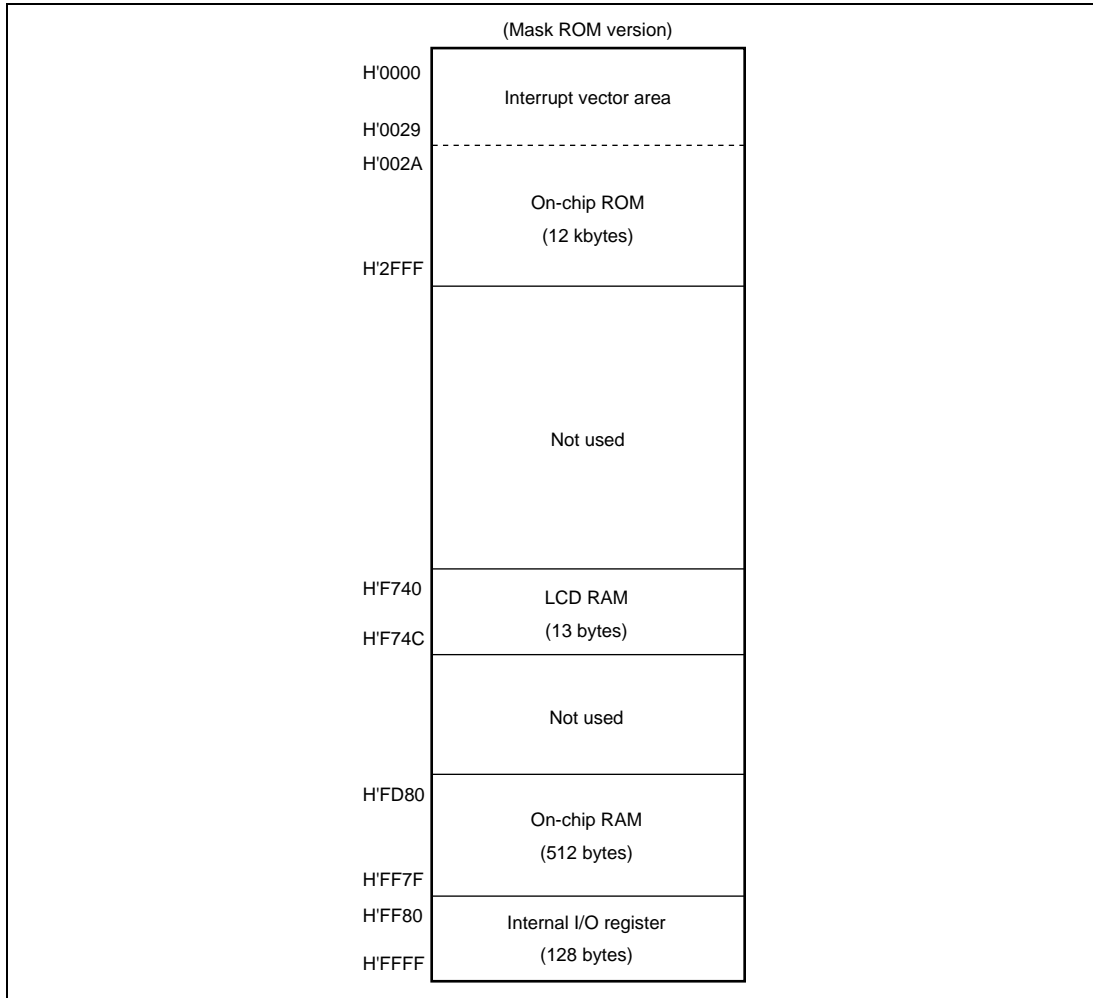 (Mask ROM version)
H'0000
Interrupt vector area
H'0029
H'002A
On-chip ROM
(12 kbytes)
H'2FFF
Not used
H'F740
LCD RAM
(13 bytes)
H'F74C
Not used
H'FD80
On-chip RAM
(512 bytes)
H'FF7F
H'FF80
Internal I/O register
(128 bytes)
H'FFFF